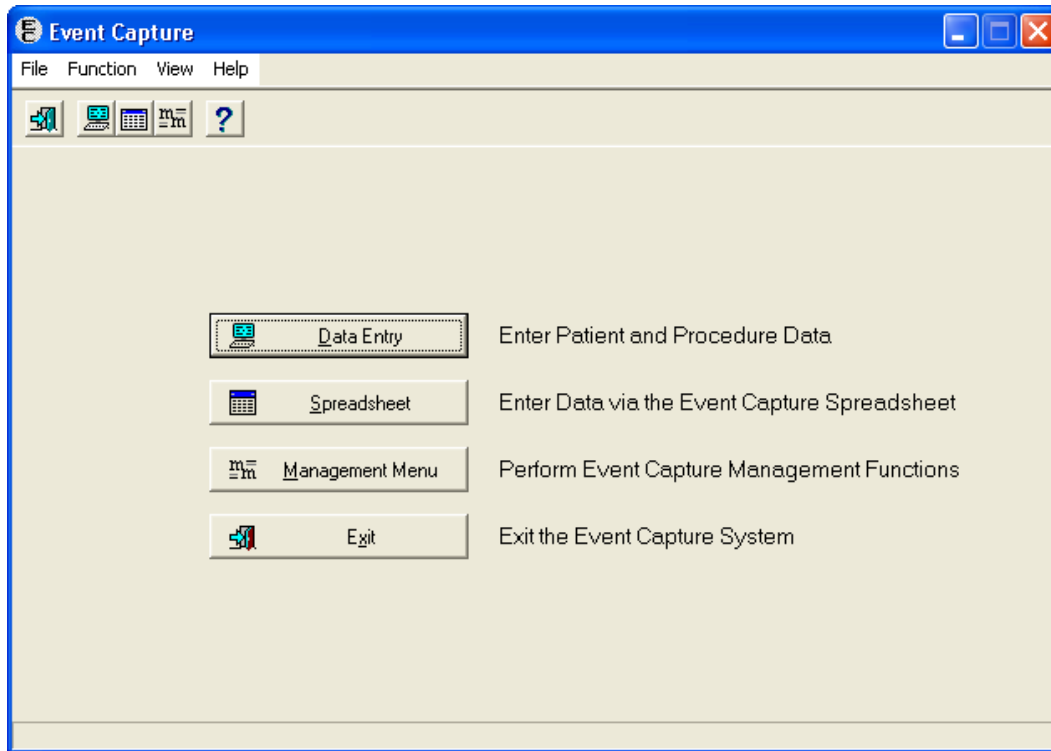 Event Capture
File Function View Help
Data Entry Enter Patient and Procedure Data
Spreadsheet Enter Data via the Event Capture Spreadsheet
Management Menu Perform Event Capture Management Functions
Exit Exit the Event Capture System